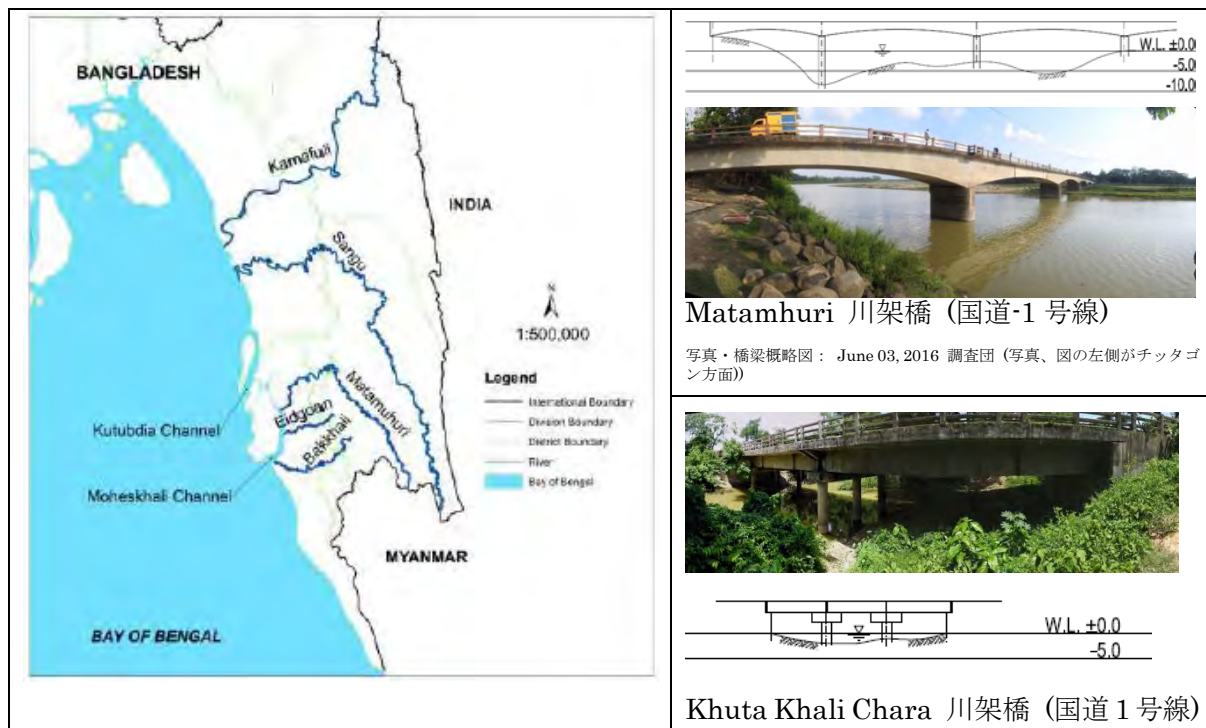 BANGLADESH
Karnafuli
INDIA
Sangu
N
1:500,000
Legend
International Boundary
Division Boundary
District Boundary
River
Bay of Bengal
Matamuhuri
Eidgoan
Bakkhali
Kutubdia Channel
Moheskhali Channel
MYANMAR
BAY OF BENGAL
W.L. ±0.0
-5.0
-10.0
Matamhuri 川架橋 (国道-1 号線)
写真・橋梁概略図： June 03, 2016 調査団 (写真、図の左側がチッタゴ
ン方面))
W.L. ±0.0
-5.0
Khuta Khali Chara 川架橋 (国道 1 号線)